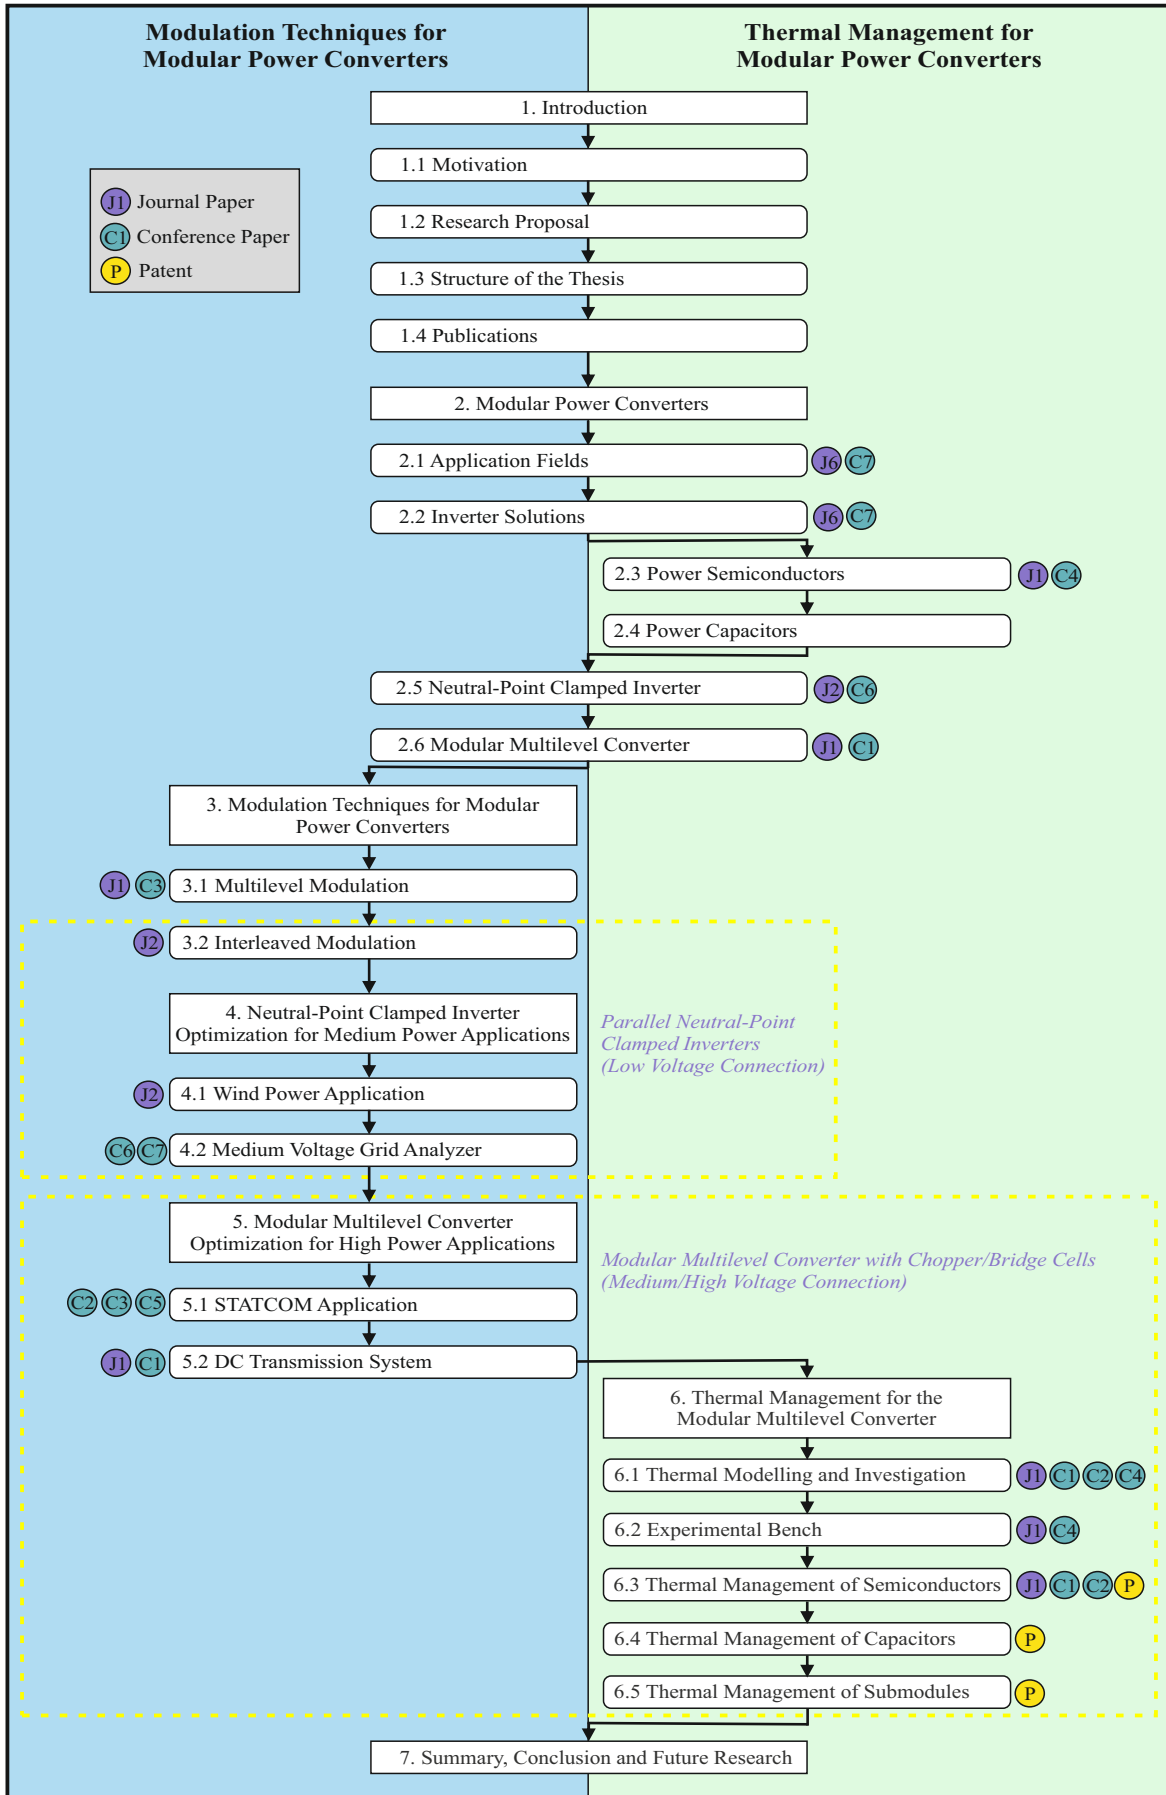 Modulation Techniques for
Modular Power Converters
Thermal Management for
Modular Power Converters
1. Introduction
1.1 Motivation
J1 Journal Paper
C1 Conference Paper
P Patent
1.2 Research Proposal
1.3 Structure of the Thesis
1.4 Publications
2. Modular Power Converters
2.1 Application Fields J6 C7
2.2 Inverter Solutions J6 C7
2.3 Power Semiconductors J1 C4
2.4 Power Capacitors
2.5 Neutral-Point Clamped Inverter J2 C6
2.6 Modular Multilevel Converter J1 C1
3. Modulation Techniques for Modular
Power Converters
J1 C3 3.1 Multilevel Modulation
J2 3.2 Interleaved Modulation
4. Neutral-Point Clamped Inverter
Optimization for Medium Power Applications
Parallel Neutral-Point
Clamped Inverters
(Low Voltage Connection)
J2 4.1 Wind Power Application
C6 C7 4.2 Medium Voltage Grid Analyzer
5. Modular Multilevel Converter
Optimization for High Power Applications
Modular Multilevel Converter with Chopper/Bridge Cells
(Medium/High Voltage Connection)
C2 C3 C5 5.1 STATCOM Application
J1 C1 5.2 DC Transmission System
6. Thermal Management for the
Modular Multilevel Converter
6.1 Thermal Modelling and Investigation J1 C1 C2 C4
6.2 Experimental Bench J1 C4
6.3 Thermal Management of Semiconductors J1 C1 C2 P
6.4 Thermal Management of Capacitors P
6.5 Thermal Management of Submodules P
7. Summary, Conclusion and Future Research